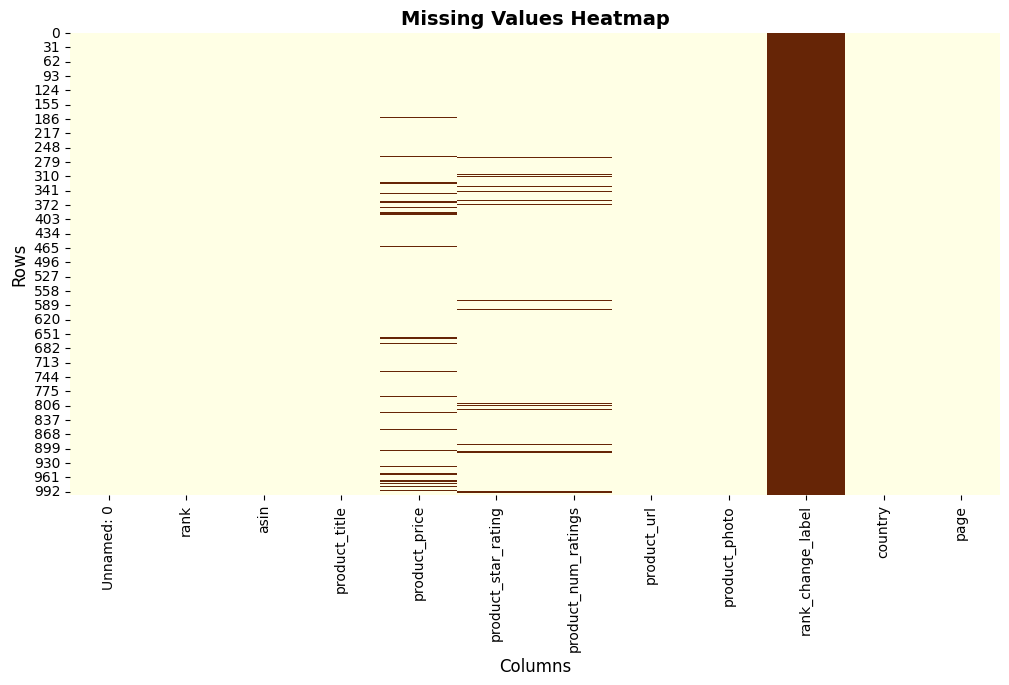 Missing Values Heatmap
0
31
62
93
124
155
186
217
248
279
310
341
372
403
434
465
496
527
558
589
620
651
682
713
744
775
806
837
868
899
930
961
992
Rows
Unnamed: 0
rank
asin
product_title
product_price
product_star_rating
product_num_ratings
product_url
product_photo
rank_change_label
country
page
Columns